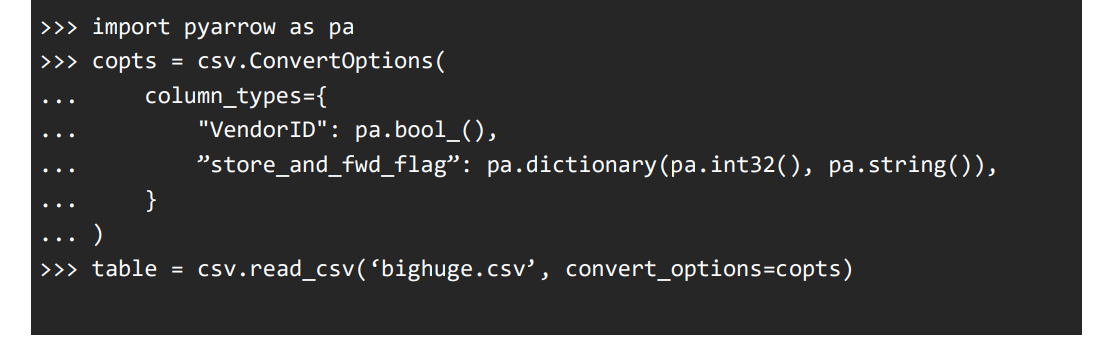 >>> import pyarrow as pa
>>> copts = csv.ConvertOptions(
...     column_types={
...         "VendorID": pa.bool_(),
...         ”store_and_fwd_flag”: pa.dictionary(pa.int32(), pa.string()),
...     }
... )
>>> table = csv.read_csv(‘bighuge.csv’, convert_options=copts)